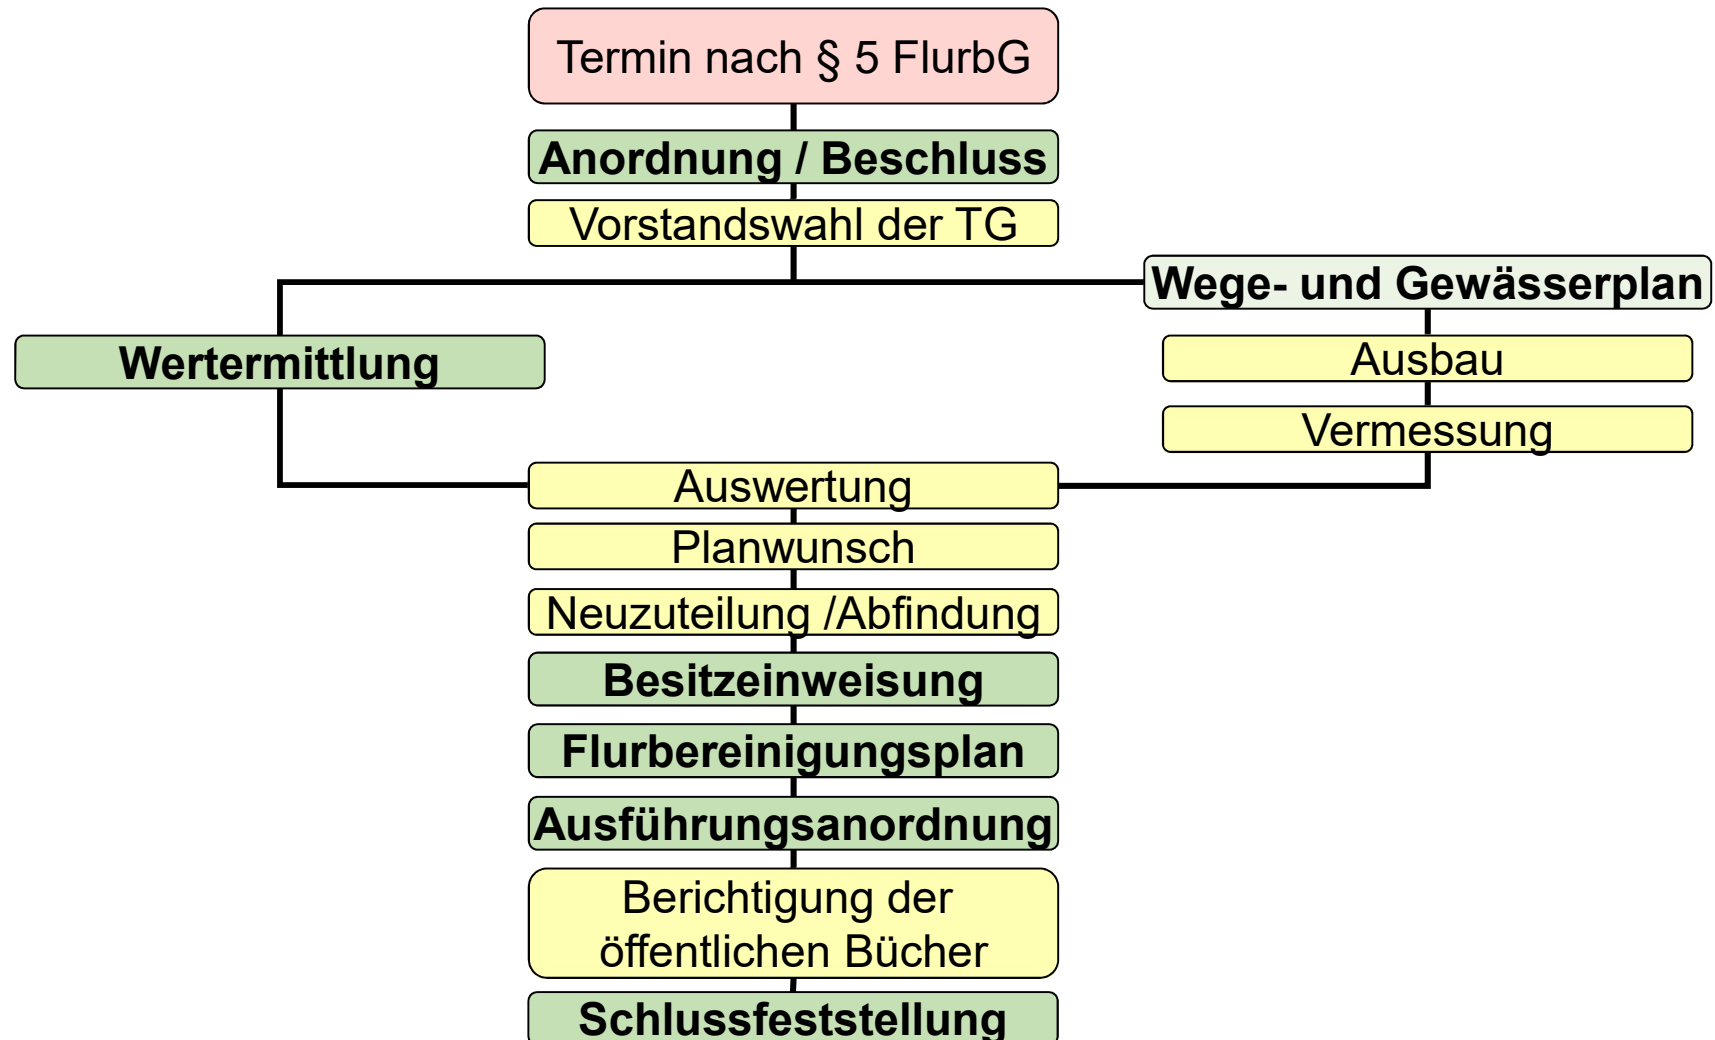 Termin nach § 5 FlurbG
Anordnung / Beschluss
Vorstandswahl der TG
Wege- und Gewässerplan
Wertermittlung
Ausbau
Vermessung
Auswertung
Planwunsch
Neuzuteilung /Abfindung
Besitzeinweisung
Flurbereinigungsplan
Ausführungsanordnung
Berichtigung der
öffentlichen Bücher
Schlussfeststellung